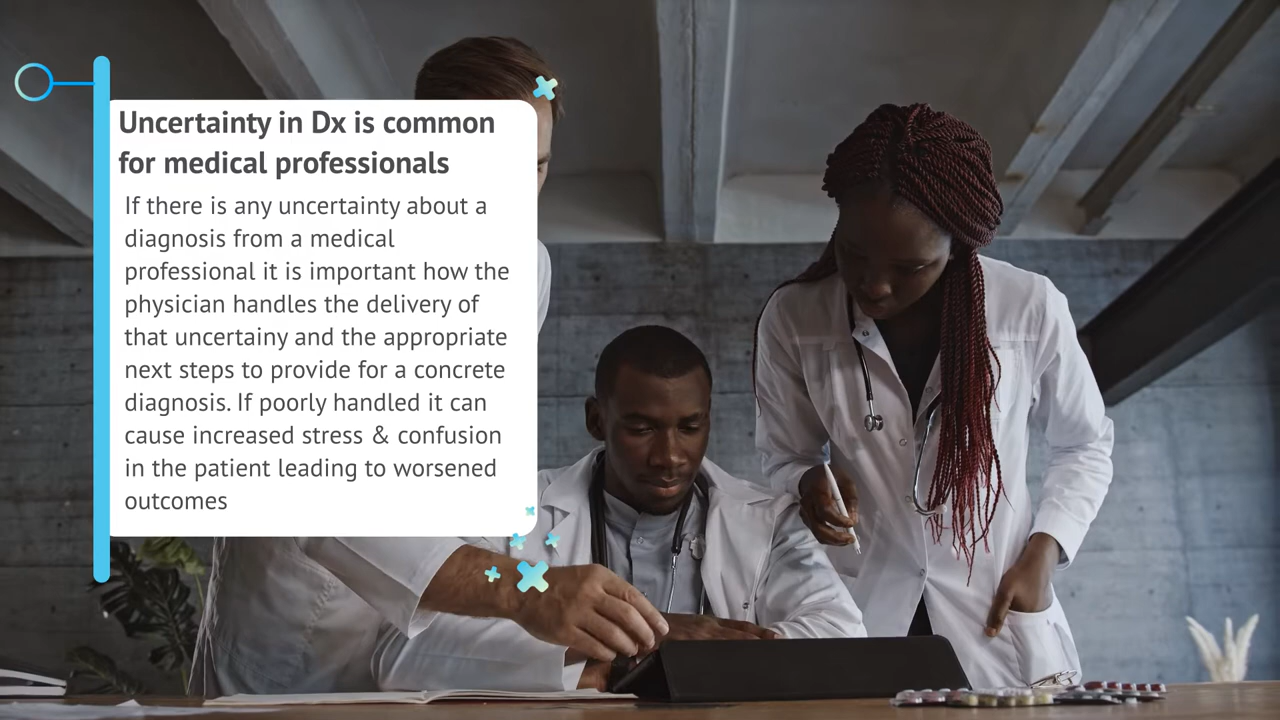 Uncertainty in Dx is common
for medical professionals
If there is any uncertainty about a
diagnosis from a medical
professional it is important how the
physician handles the delivery of
that uncertainy and the appropriate
next steps to provide for a concrete
diagnosis. If poorly handled it can
cause increased stress & confusion
in the patient leading to worsened
outcomes